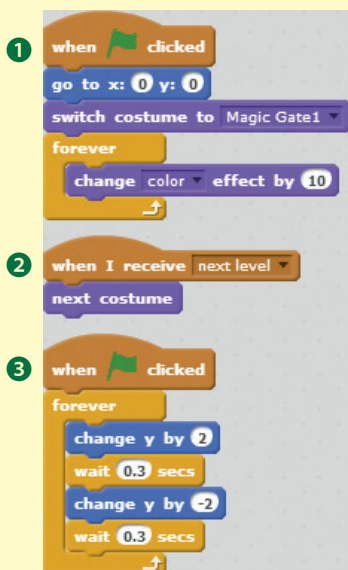 1 when clicked
go to x: 0 y: 0
switch costume to Magic Gate1
forever
change color effect by 10
2 when I receive next level
next costume
3 when clicked
forever
change y by 2
wait 0.3 secs
change y by -2
wait 0.3 secs